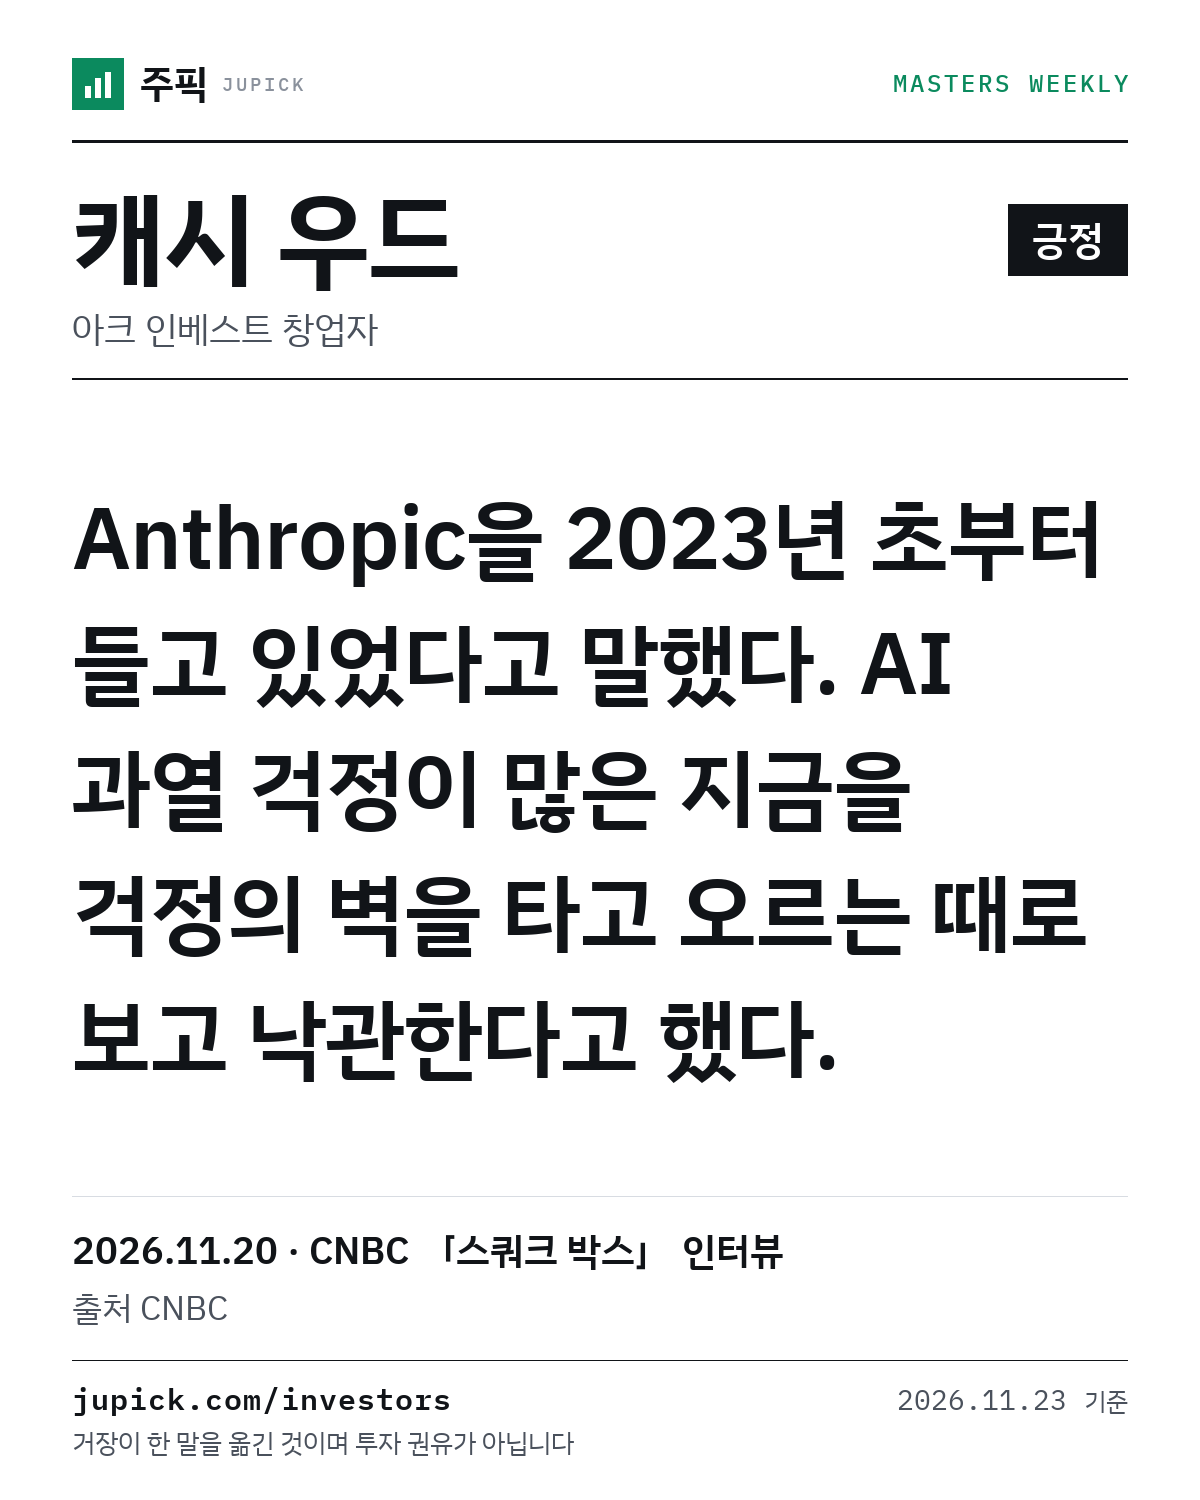 주픽 JUPICK
MASTERS WEEKLY
캐시 우드
긍정
아크 인베스트 창업자
Anthropic을 2023년 초부터
들고 있었다고 말했다. AI
과열 걱정이 많은 지금을
걱정의 벽을 타고 오르는 때로
보고 낙관한다고 했다.
2026.11.20 · CNBC 「스쿼크 박스」 인터뷰
출처 CNBC
jupick.com/investors
2026.11.23 기준
거장이 한 말을 옮긴 것이며 투자 권유가 아닙니다